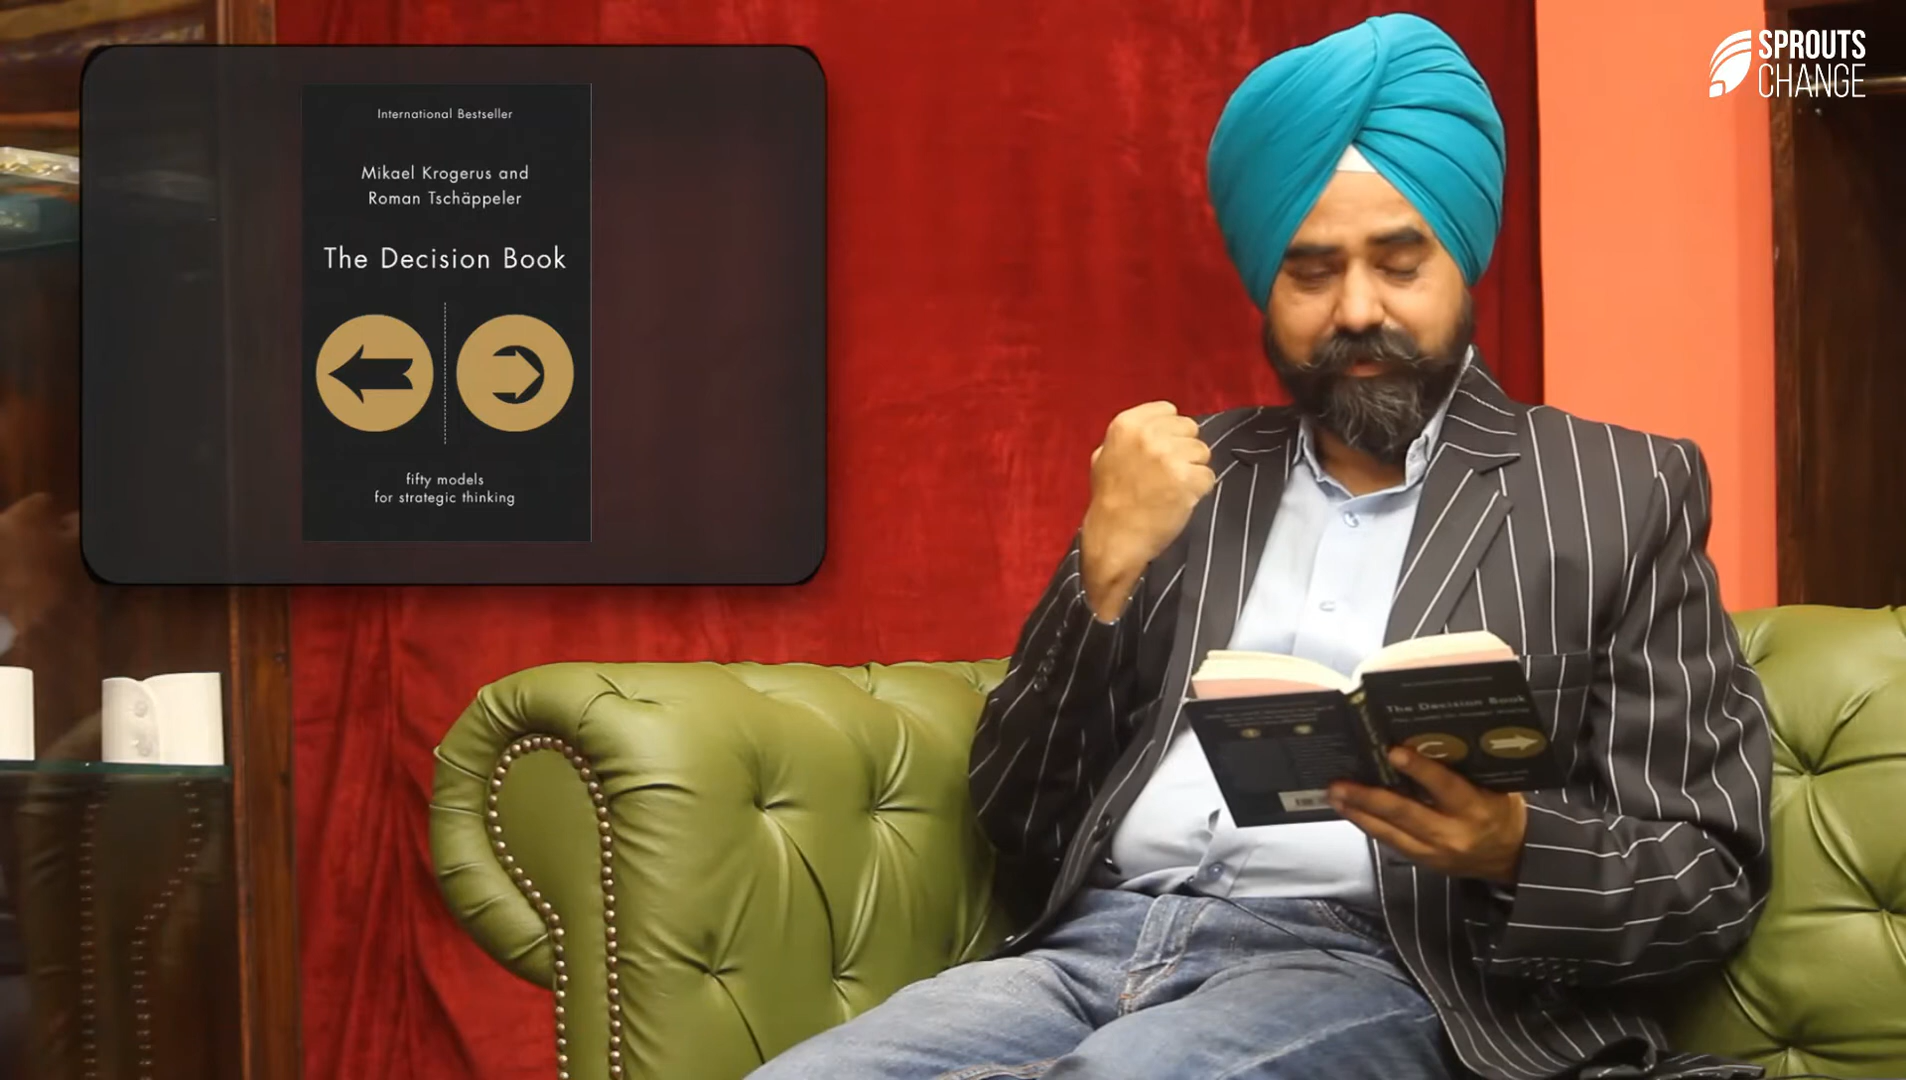 International Bestseller
Mikael Krogerus and
Roman Tschäppeler
The Decision Book
fifty models
for strategic thinking
SPROUTS
CHANGE
The Decision Book